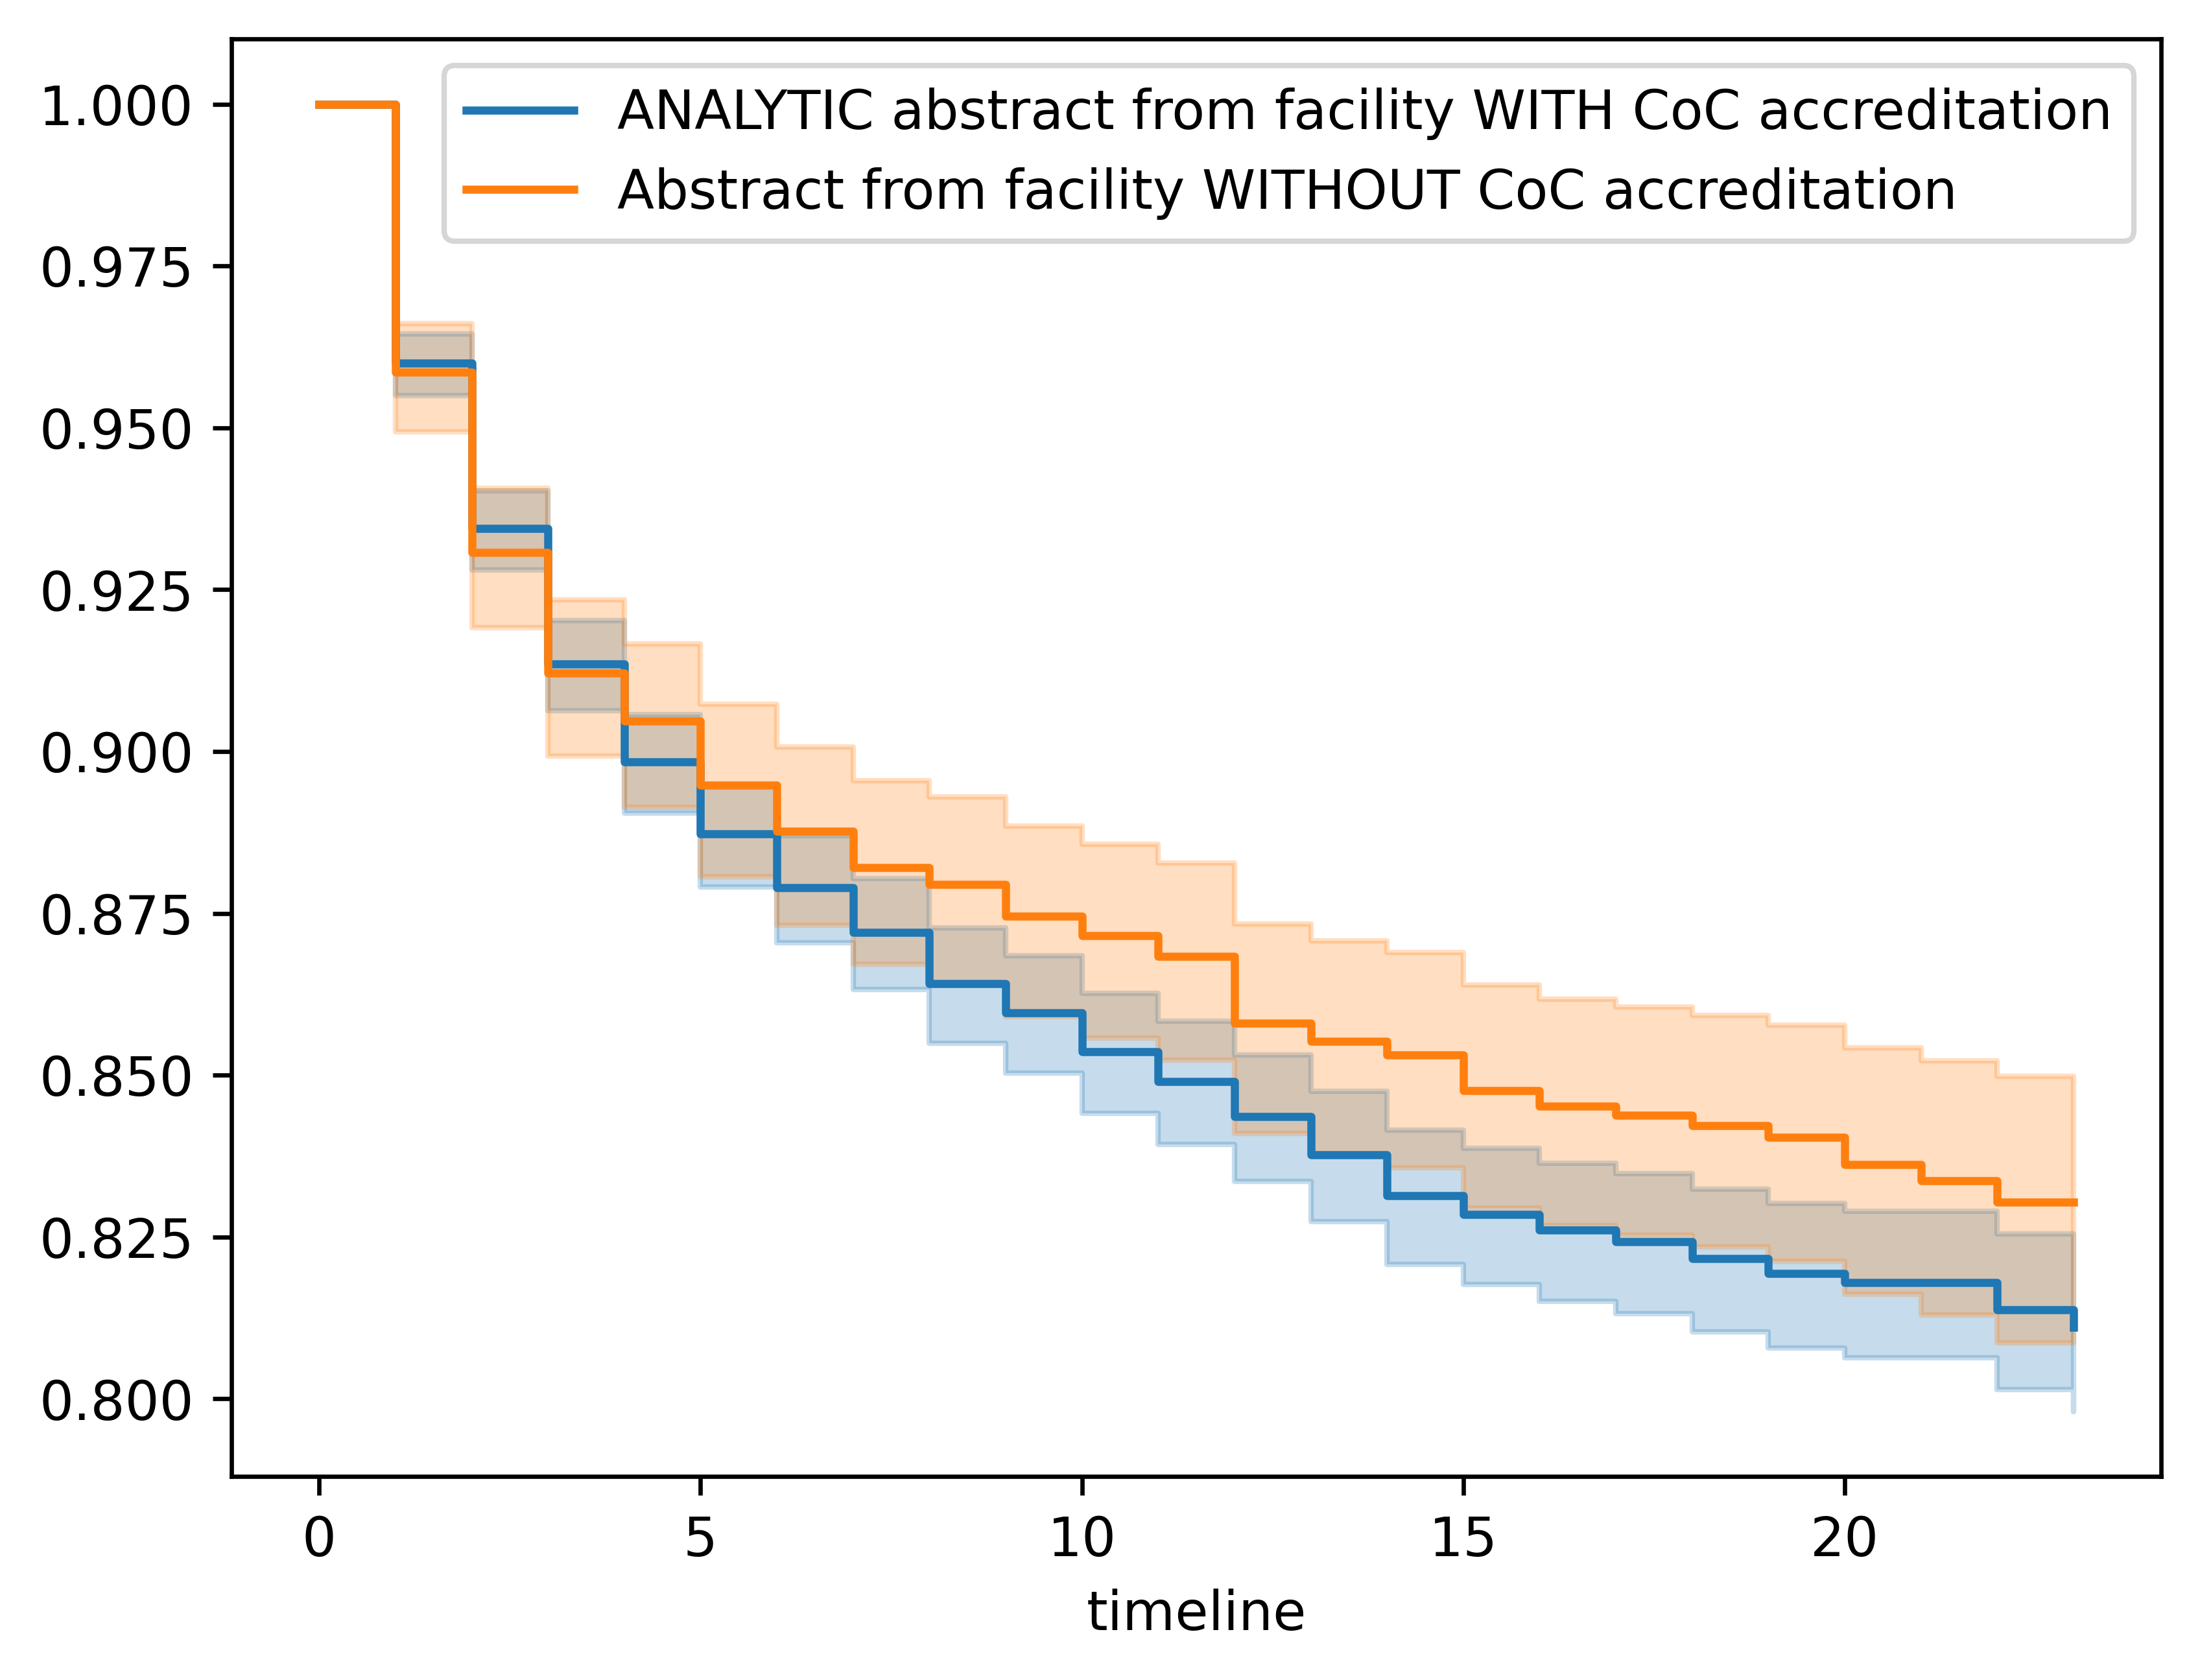 ANALYTIC abstract from facility WITH CoC accreditation
Abstract from facility WITHOUT CoC accreditation
1.000
0.975
0.950
0.925
0.900
0.875
0.850
0.825
0.800
0 5 10 15 20
timeline